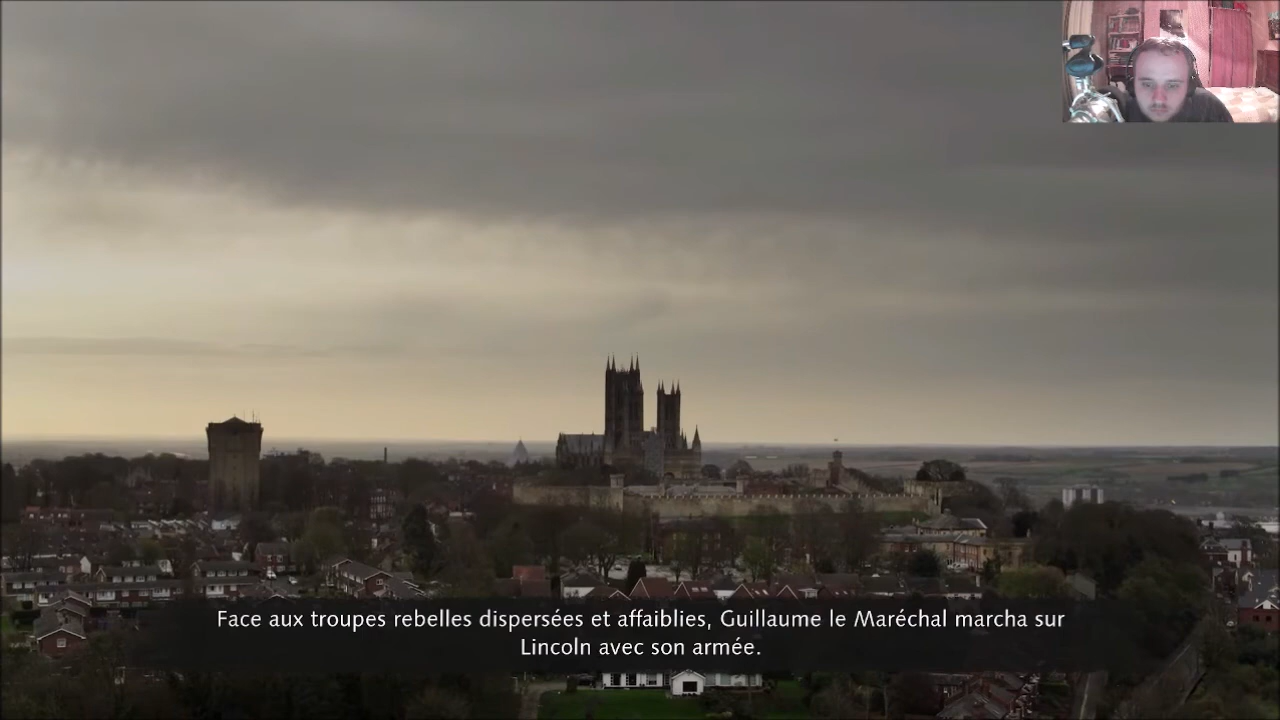 Face aux troupes rebelles dispersées et affaiblies, Guillaume le Maréchal marcha sur
Lincoln avec son armée.